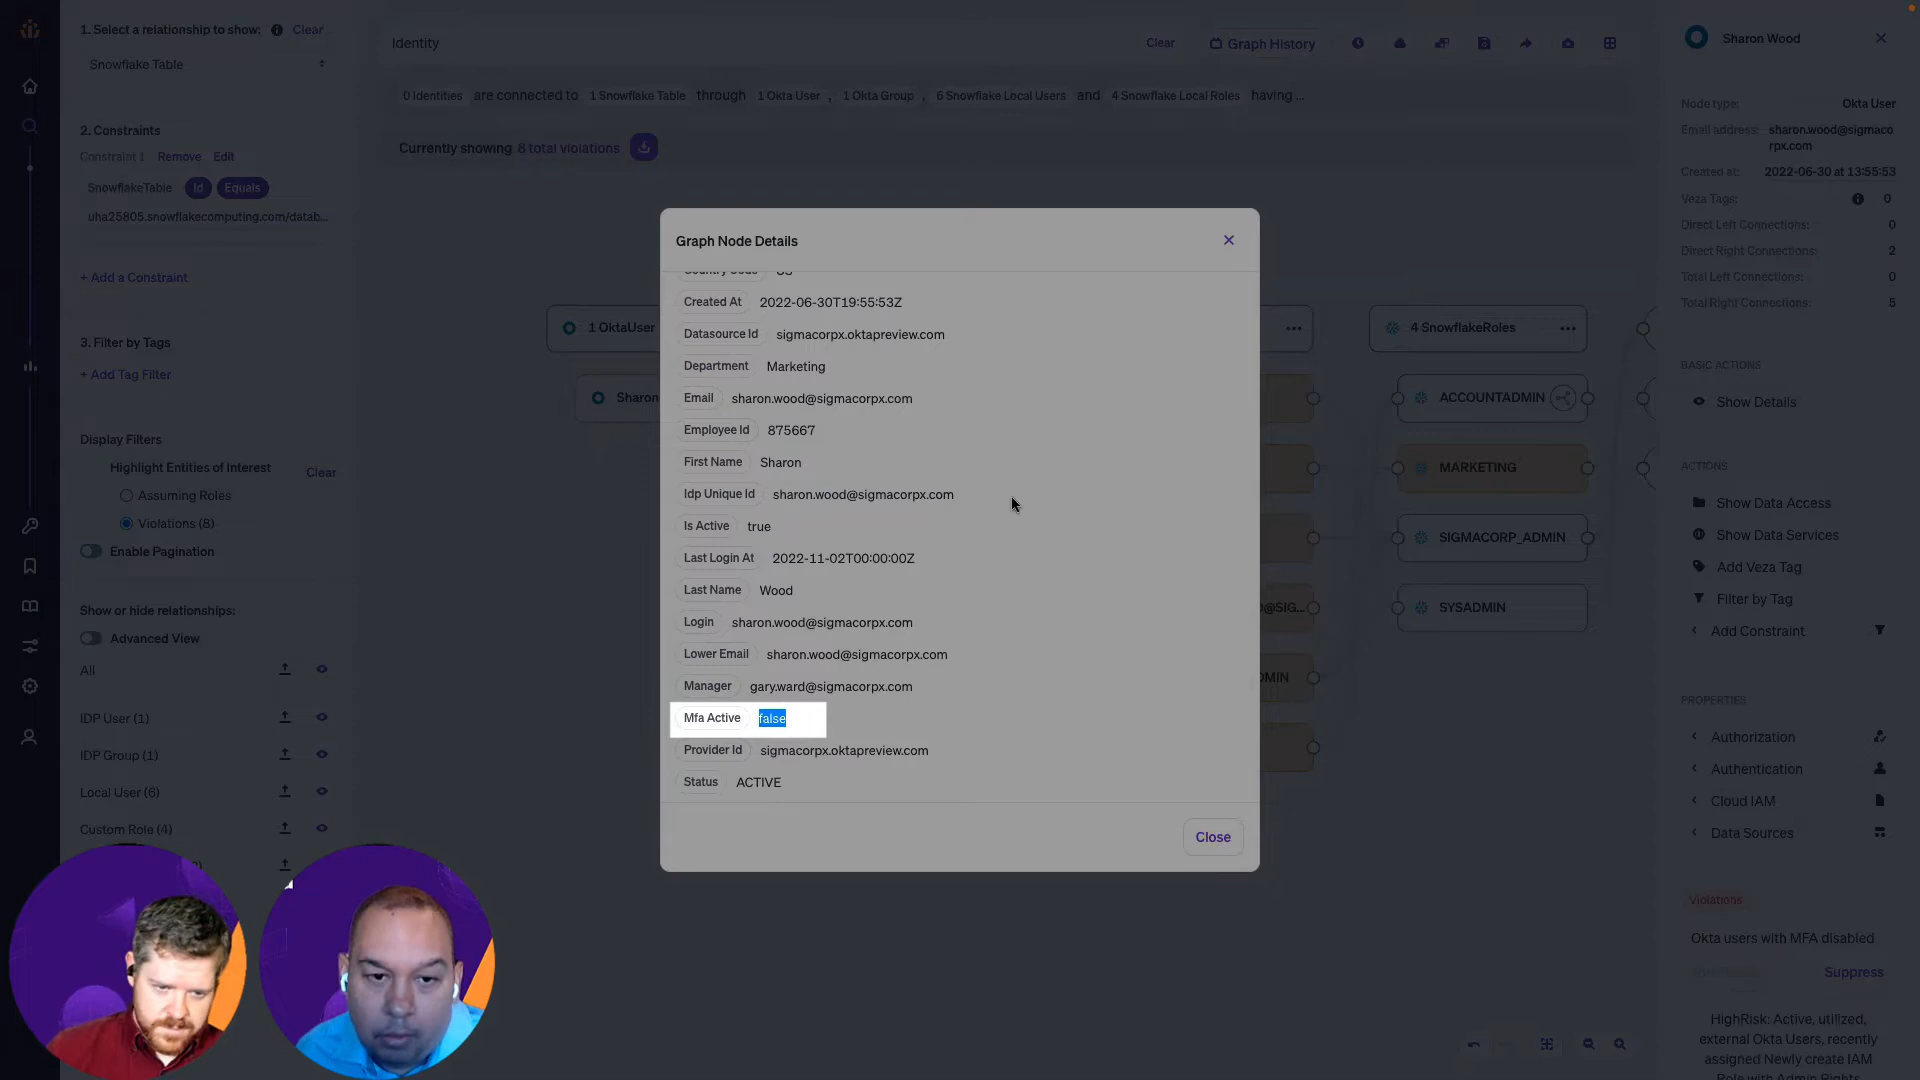 1. Select a relationship to show:
Clear
Snowflake Table
2. Constraints
Constraint 1 Remove Edit
SnowflakeTable Id Equals
uha25805.snowflakecomputing.com/datab...
+ Add a Constraint
3. Filter by Tags
+ Add Tag Filter
Display Filters
Highlight Entities of Interest
Clear
Assuming Roles
Violations (8)
Enable Pagination
Show or hide relationships:
Advanced View
All
IDP User (1)
IDP Group (1)
Local User (6)
Custom Role (4)
Identity
Clear
Graph History
0 Identities are connected to 1 Snowflake Table through 1 Okta User , 1 Okta Group , 6 Snowflake Local Users and 4 Snowflake Local Roles having ...
Currently showing 8 total violations
1 OktaUser
Sharon
Graph Node Details
Country Code US
Created At 2022-06-30T19:55:53Z
Datasource Id sigmacorpx.oktapreview.com
Department Marketing
Email sharon.wood@sigmacorpx.com
Employee Id 875667
First Name Sharon
Idp Unique Id sharon.wood@sigmacorpx.com
Is Active true
Last Login At 2022-11-02T00:00:00Z
Last Name Wood
Login sharon.wood@sigmacorpx.com
Lower Email sharon.wood@sigmacorpx.com
Manager gary.ward@sigmacorpx.com
Mfa Active false
Provider Id sigmacorpx.oktapreview.com
Status ACTIVE
Close
@SIG...
DMIN
4 SnowflakeRoles
ACCOUNTADMIN
MARKETING
SIGMACORP_ADMIN
SYSADMIN
Sharon Wood
Node type: Okta User
Email address: sharon.wood@sigmaco
rpx.com
Created at: 2022-06-30 at 13:55:53
Veza Tags: 0
Direct Left Connections: 0
Direct Right Connections: 2
Total Left Connections: 0
Total Right Connections: 5
BASIC ACTIONS
Show Details
ACTIONS
Show Data Access
Show Data Services
Add Veza Tag
Filter by Tag
Add Constraint
PROPERTIES
Authorization
Authentication
Cloud IAM
Data Sources
Violations
Okta users with MFA disabled
Suppress
HighRisk: Active, utilized,
external Okta Users, recently
assigned Newly create IAM
Role with Admin Rights